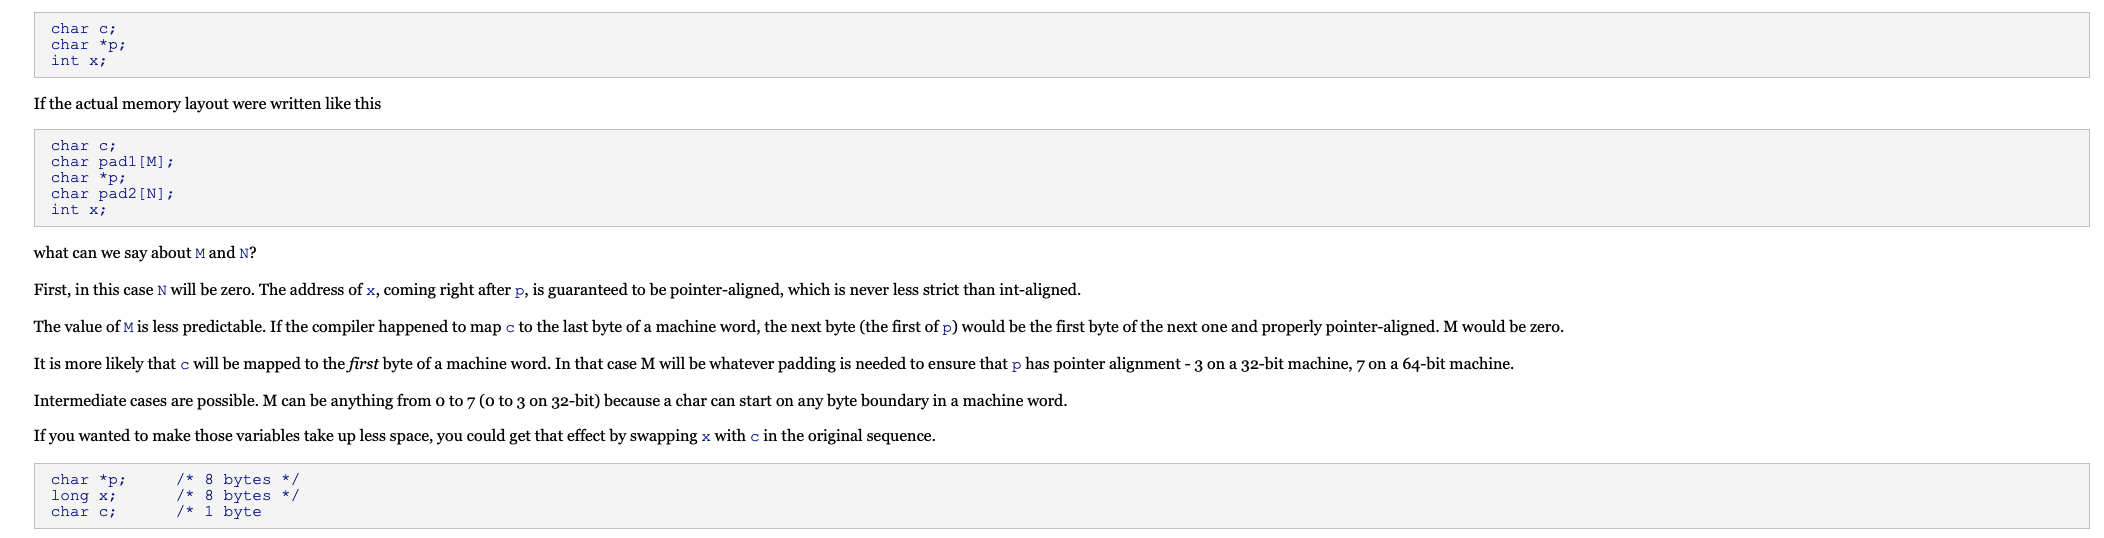 char c;
char *p;
int x;
If the actual memory layout were written like this
char c;
char pad1[M];
char *p;
char pad2[N];
int x;
what can we say about M and N?
First, in this case N will be zero. The address of x, coming right after p, is guaranteed to be pointer-aligned, which is never less strict than int-aligned.
The value of M is less predictable. If the compiler happened to map c to the last byte of a machine word, the next byte (the first of p) would be the first byte of the next one and properly pointer-aligned. M would be zero.
It is more likely that c will be mapped to the first byte of a machine word. In that case M will be whatever padding is needed to ensure that p has pointer alignment - 3 on a 32-bit machine, 7 on a 64-bit machine.
Intermediate cases are possible. M can be anything from 0 to 7 (0 to 3 on 32-bit) because a char can start on any byte boundary in a machine word.
If you wanted to make those variables take up less space, you could get that effect by swapping x with c in the original sequence.
char *p;     /* 8 bytes */
long x;      /* 8 bytes */
char c;      /* 1 byte